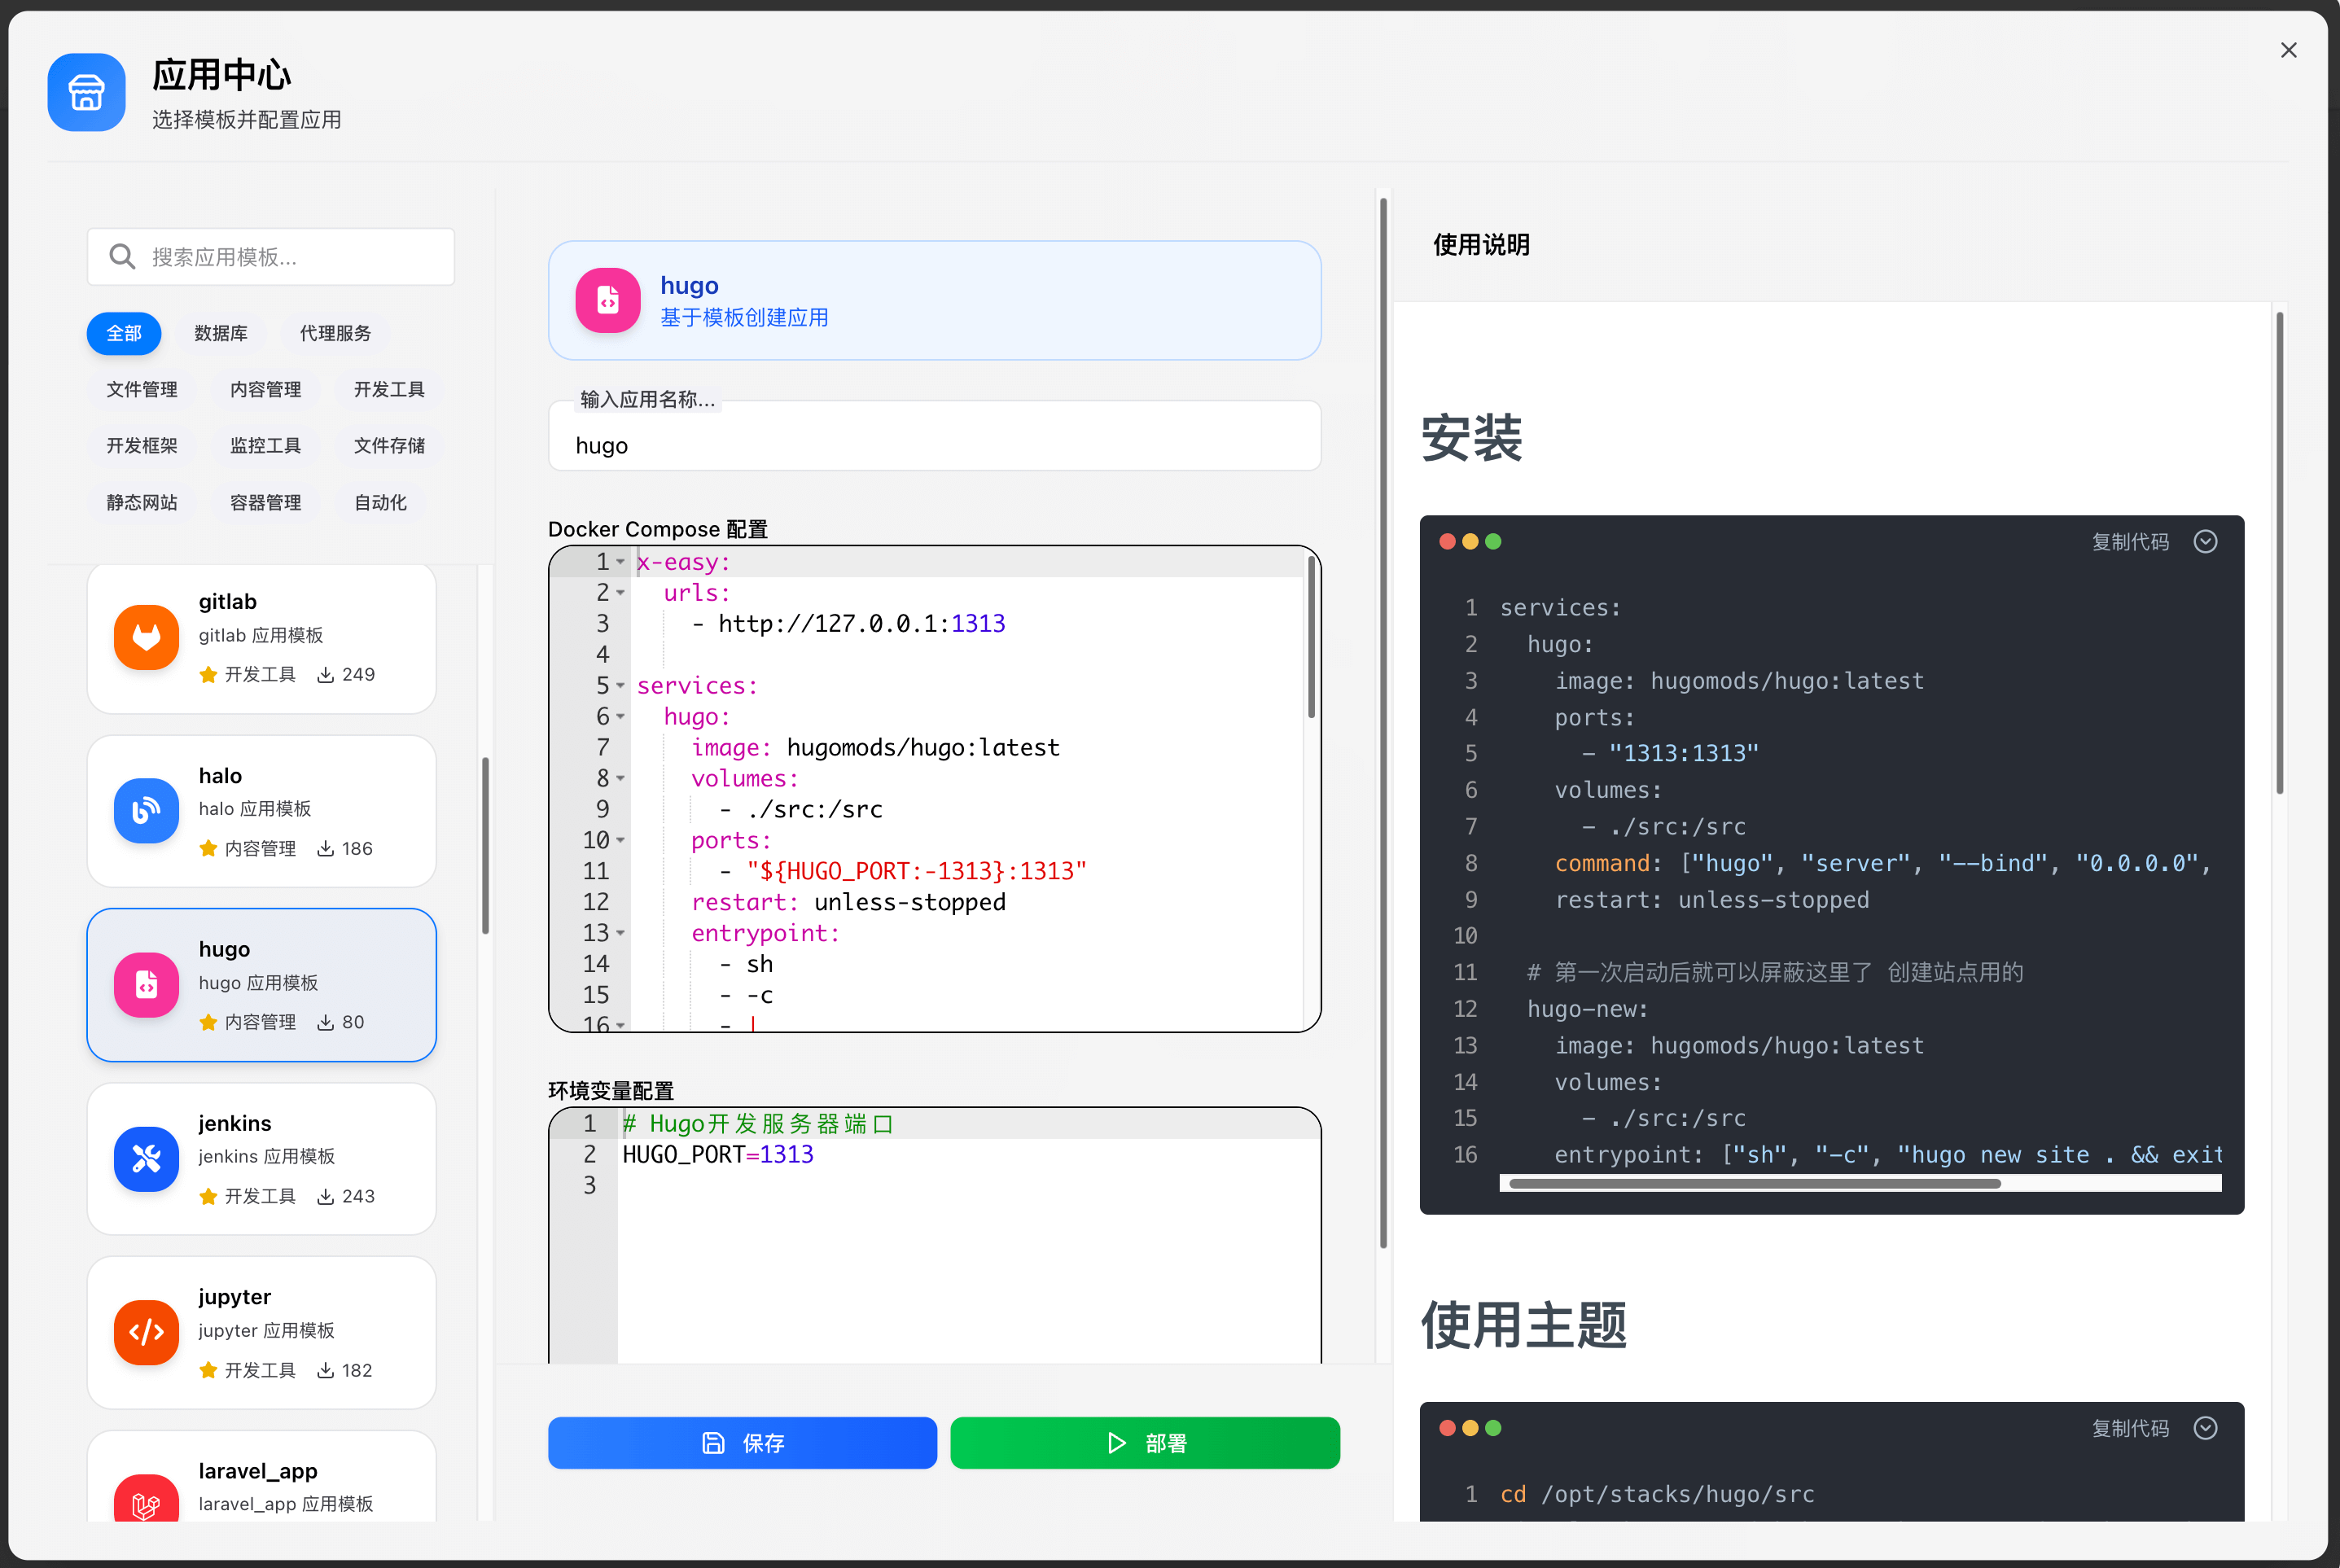 应用中心
选择模板并配置应用
搜索应用模板...
全部
数据库
代理服务
文件管理
内容管理
开发工具
开发框架
监控工具
文件存储
静态网站
容器管理
自动化
gitlab
gitlab 应用模板
开发工具 249
halo
halo 应用模板
内容管理 186
hugo
hugo 应用模板
内容管理 80
jenkins
jenkins 应用模板
开发工具 243
jupyter
jupyter 应用模板
开发工具 182
laravel_app
laravel_app 应用模板
hugo
基于模板创建应用
输入应用名称...
hugo
Docker Compose 配置
1 x-easy:
2   urls:
3     - http://127.0.0.1:1313
4
5 services:
6   hugo:
7     image: hugomods/hugo:latest
8     volumes:
9       - ./src:/src
10     ports:
11       - "${HUGO_PORT:-1313}:1313"
12     restart: unless-stopped
13     entrypoint:
14       - sh
15       - -c
16       - |
环境变量配置
1 # Hugo开发服务器端口
2 HUGO_PORT=1313
3
保存
部署
使用说明
安装
复制代码
1 services:
2   hugo:
3     image: hugomods/hugo:latest
4     ports:
5       - "1313:1313"
6     volumes:
7       - ./src:/src
8     command: ["hugo", "server", "--bind", "0.0.0.0",
9     restart: unless-stopped
10
11   # 第一次启动后就可以屏蔽这里了 创建站点用的
12   hugo-new:
13     image: hugomods/hugo:latest
14     volumes:
15       - ./src:/src
16     entrypoint: ["sh", "-c", "hugo new site . && exit
使用主题
复制代码
1 cd /opt/stacks/hugo/src